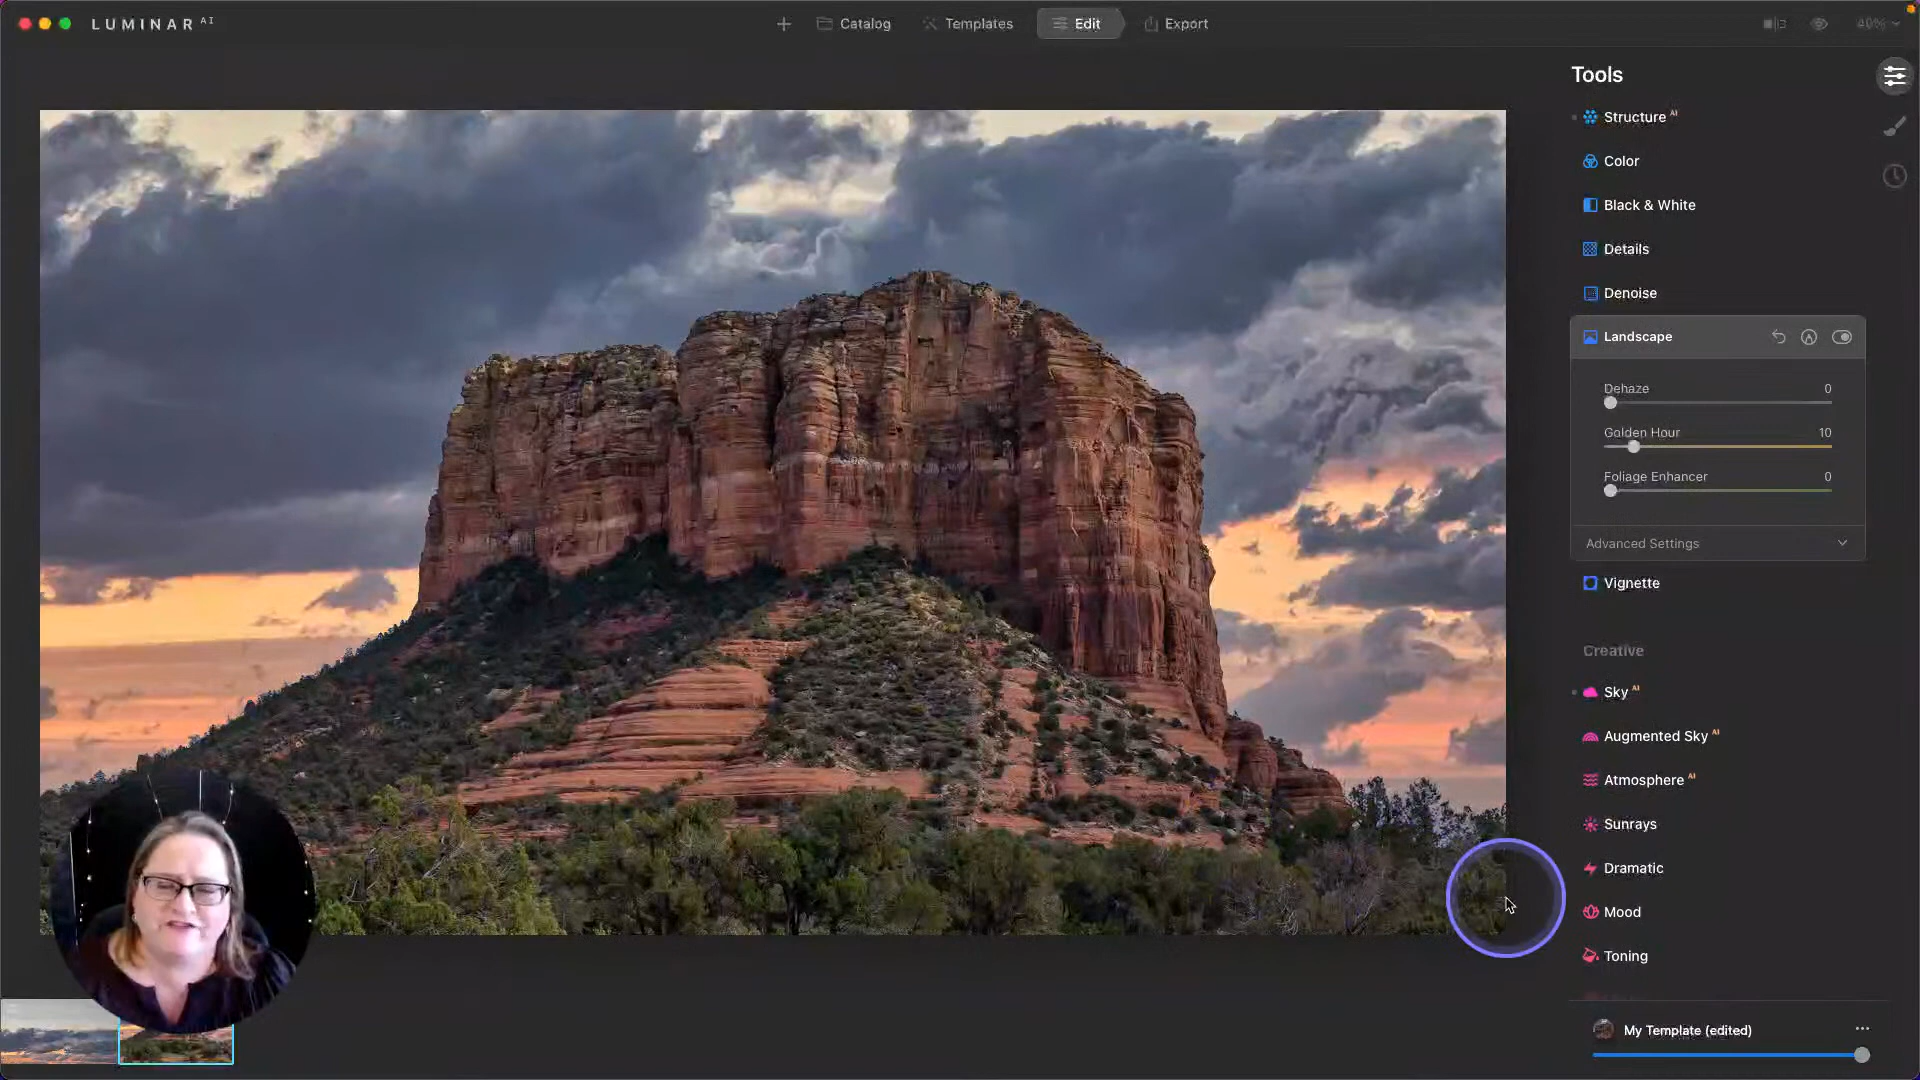 LUMINAR AI
Catalog
Templates
Edit
Export
40%
Tools
Structure AI
Color
Black & White
Details
Denoise
Landscape
Dehaze 0
Golden Hour 10
Foliage Enhancer 0
Advanced Settings
Vignette
Creative
Sky AI
Augmented Sky AI
Atmosphere AI
Sunrays
Dramatic
Mood
Toning
My Template (edited)